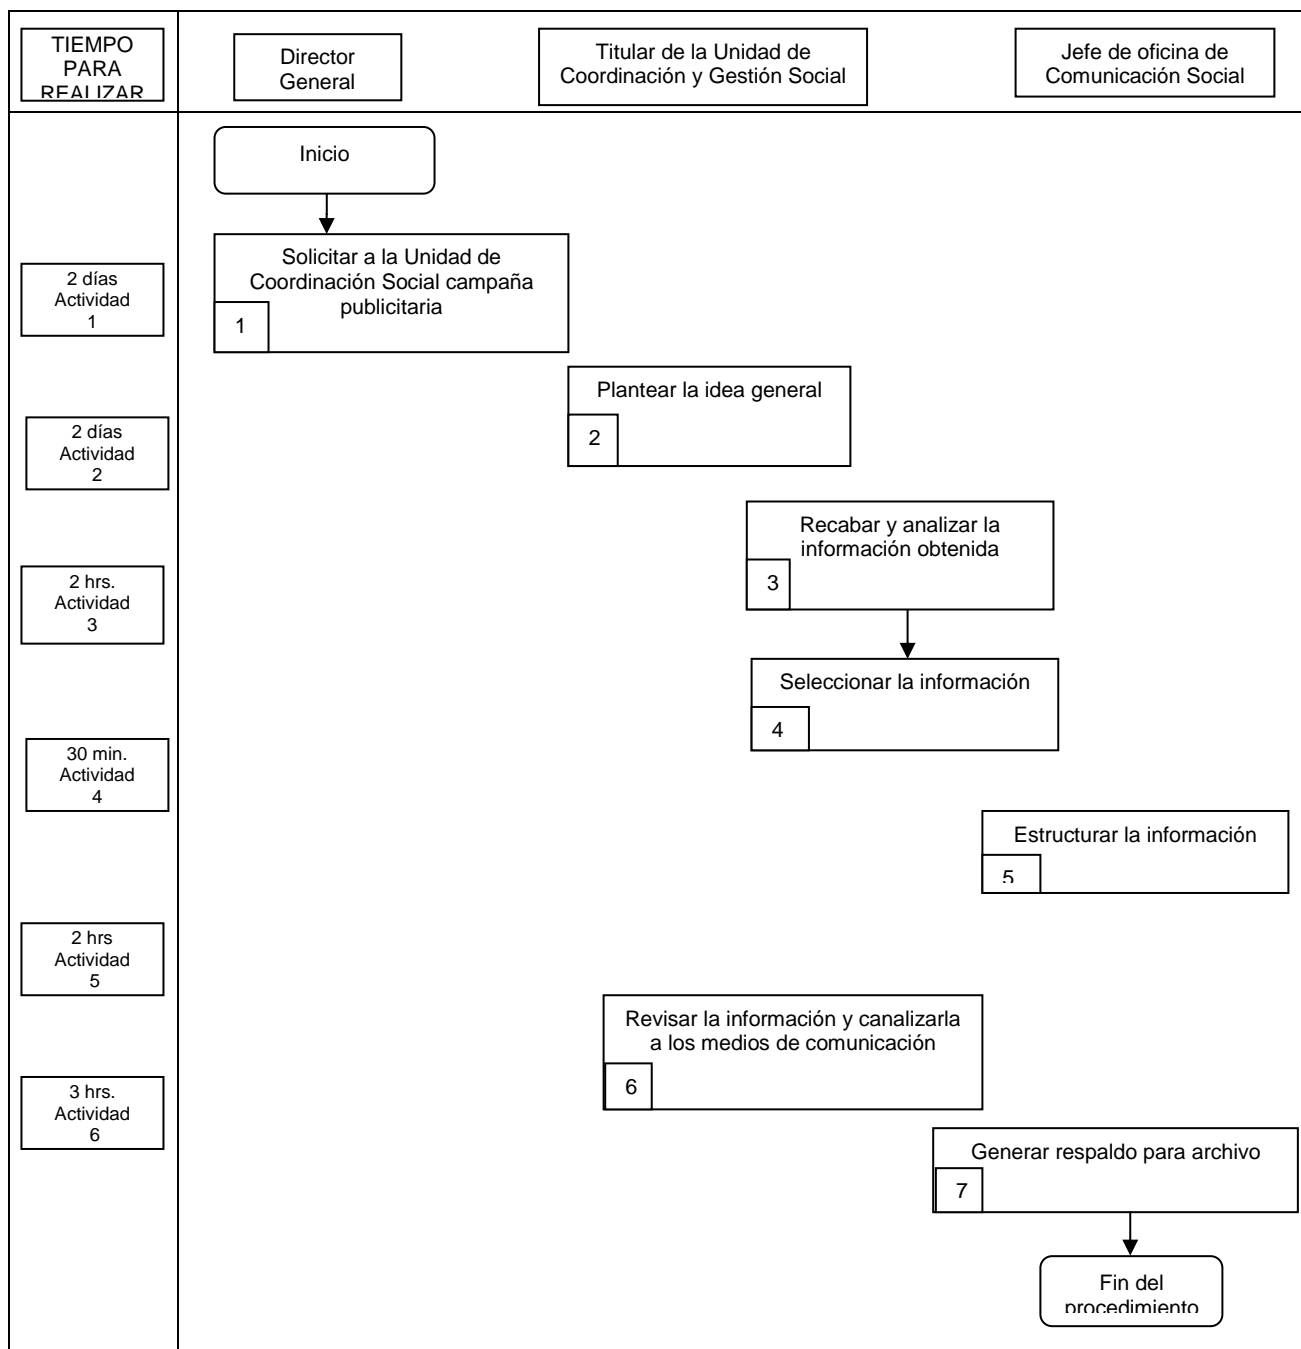 TIEMPO
PARA
REALIZAR
Director
General
Titular de la Unidad de
Coordinación y Gestión Social
Jefe de oficina de
Comunicación Social
Inicio
Solicitar a la Unidad de
Coordinación Social campaña
publicitaria
1
2 días
Actividad
1
Plantear la idea general
2
2 días
Actividad
2
Recabar y analizar la
información obtenida
3
2 hrs.
Actividad
3
Seleccionar la información
4
30 min.
Actividad
4
Estructurar la información
5
2 hrs
Actividad
5
Revisar la información y canalizarla
a los medios de comunicación
6
3 hrs.
Actividad
6
Generar respaldo para archivo
7
Fin del
procedimiento